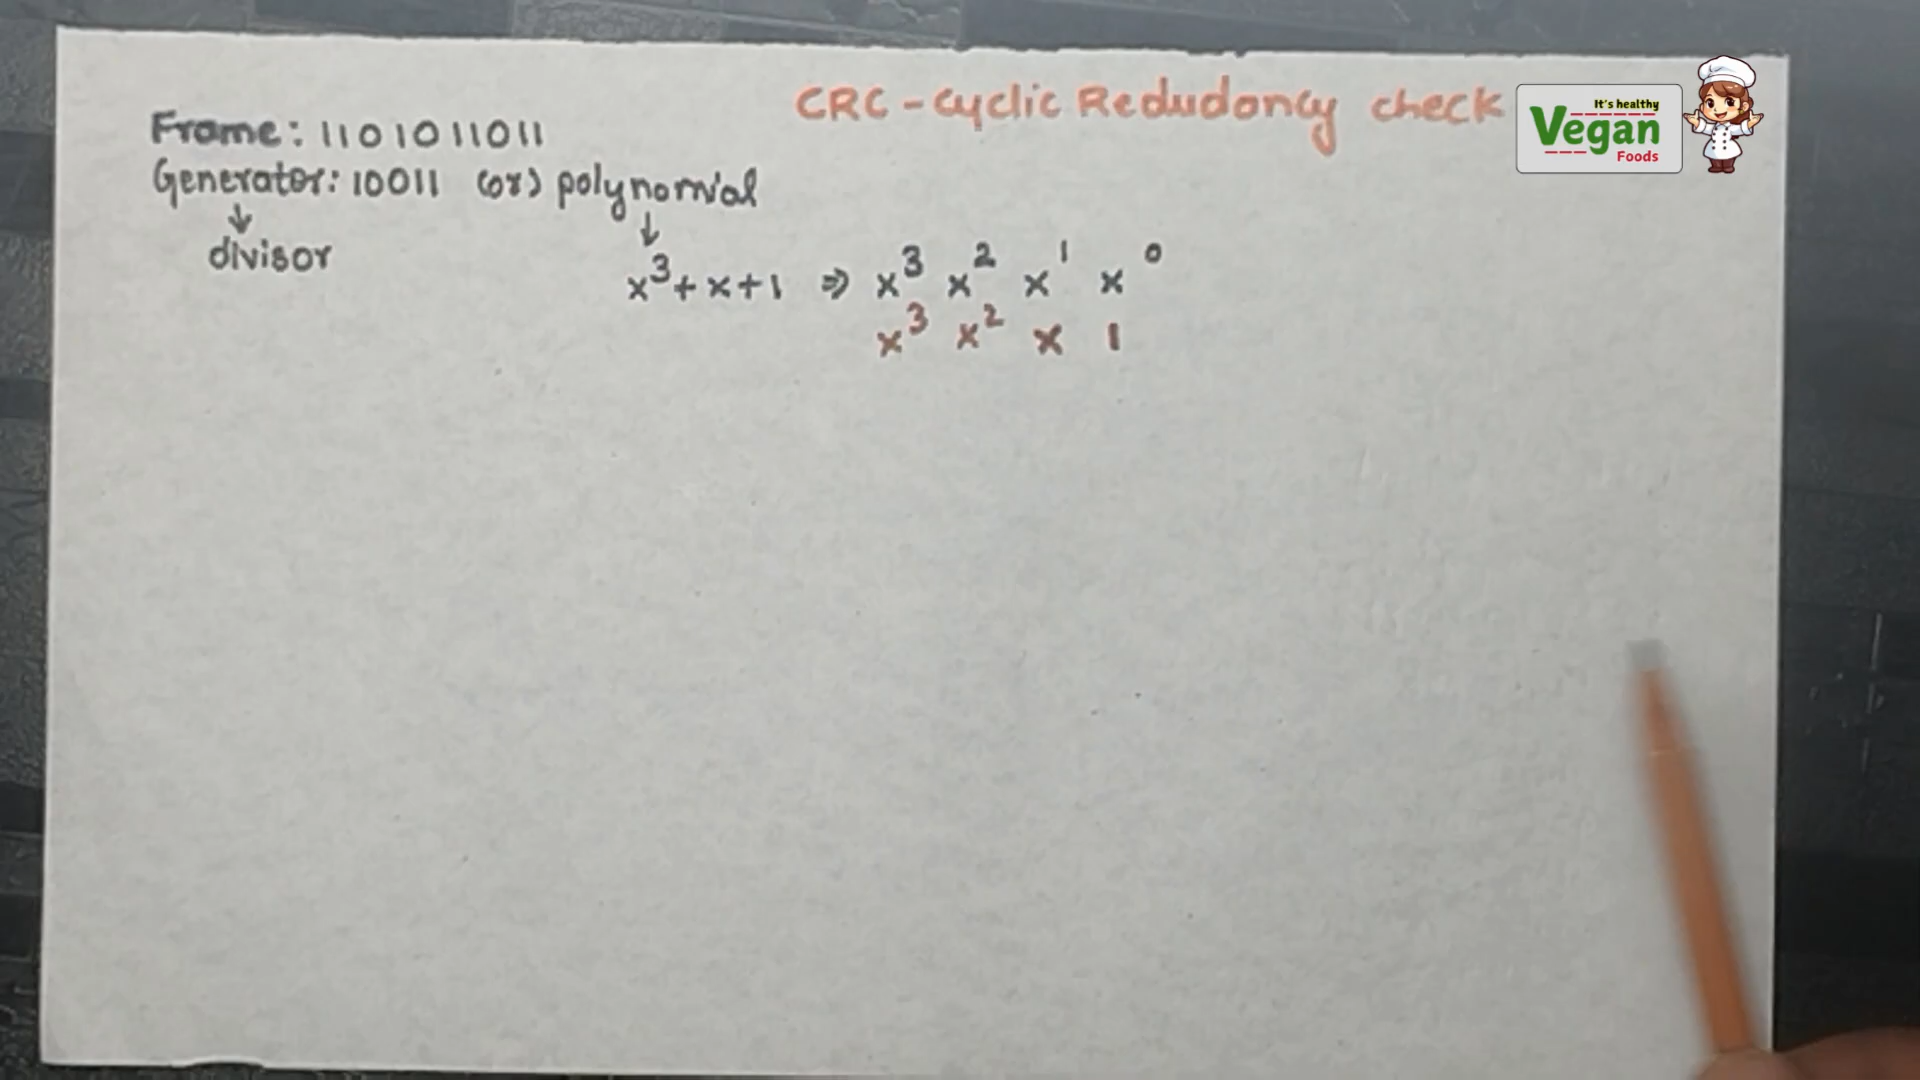 CRC - cyclic Redudancy check
It's healthy
Vegan
Foods
Frame: 1101011011
Generator: 10011 (or) polynomial
↓ ↓
divisor
x³ + x + 1 ⇒ x³ x² x¹ x⁰
x³ x² x 1